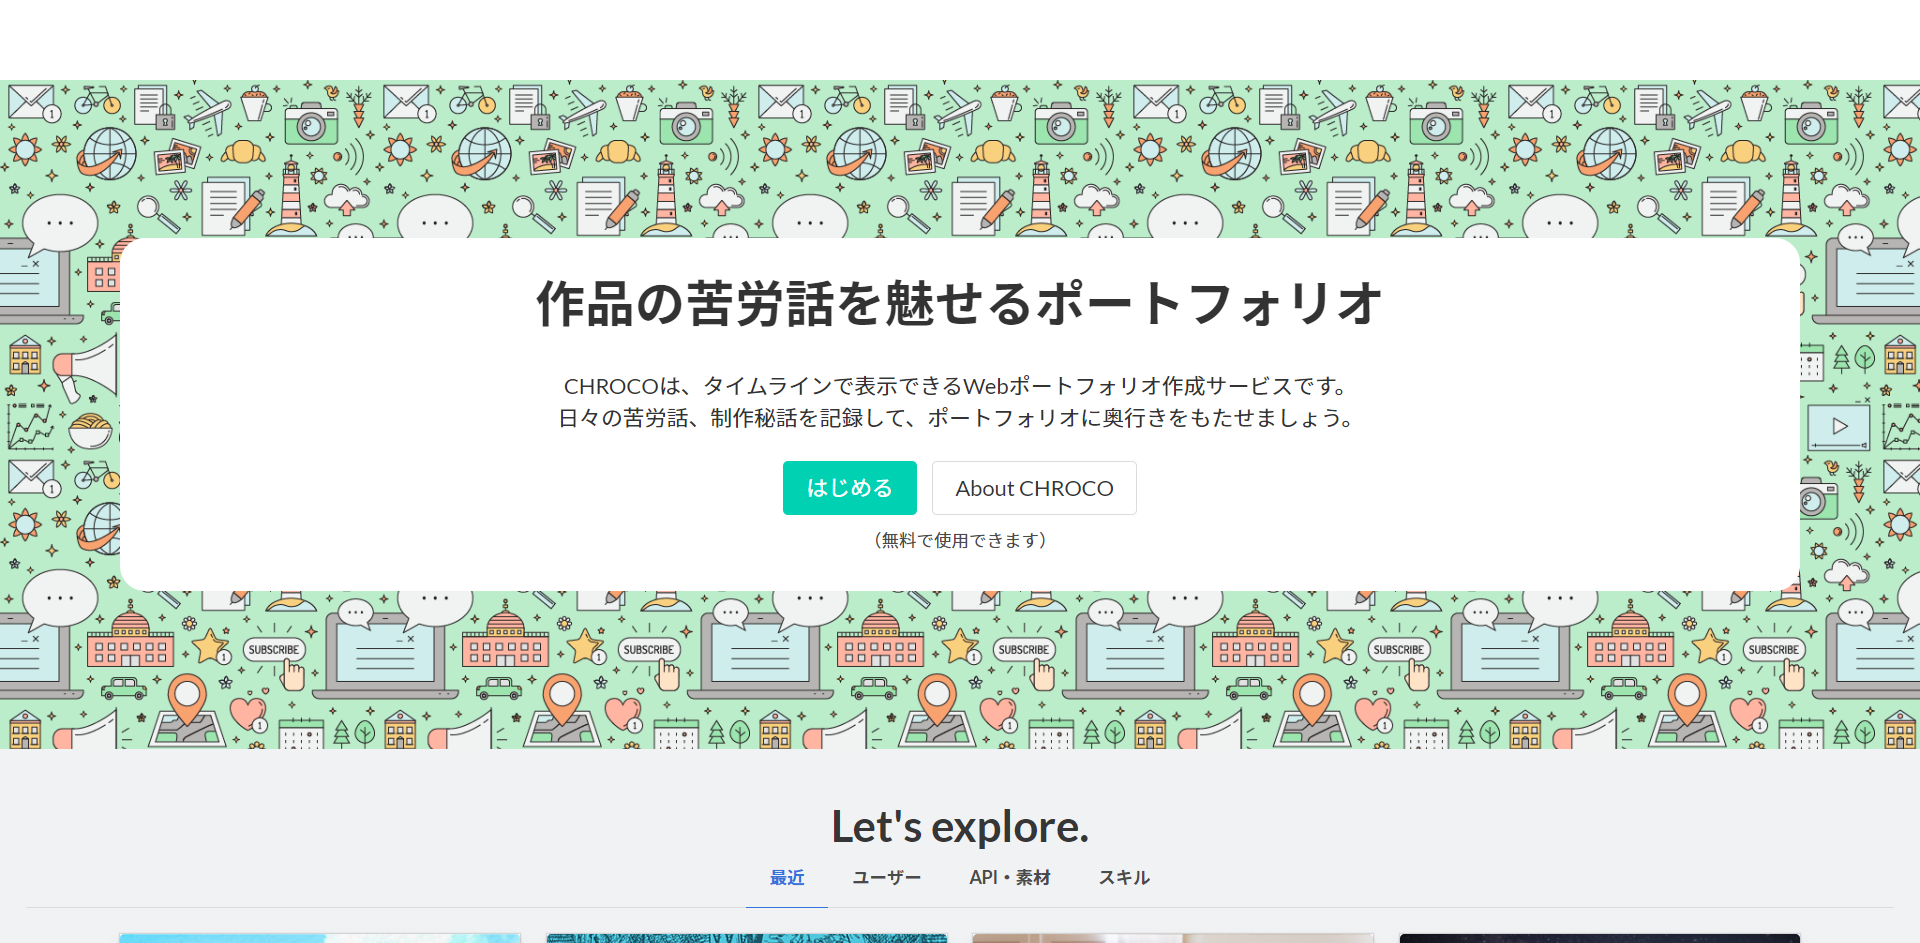 作品の苦労話を魅せるポートフォリオ
CHROCOは、タイムラインで表示できるWebポートフォリオ作成サービスです。
日々の苦労話、制作秘話を記録して、ポートフォリオに奥行きをもたせましょう。
はじめる
About CHROCO
（無料で使用できます）
SUBSCRIBE
SUBSCRIBE
SUBSCRIBE
SUBSCRIBE
SUBSCRIBE
Let's explore.
最近
ユーザー
API・素材
スキル